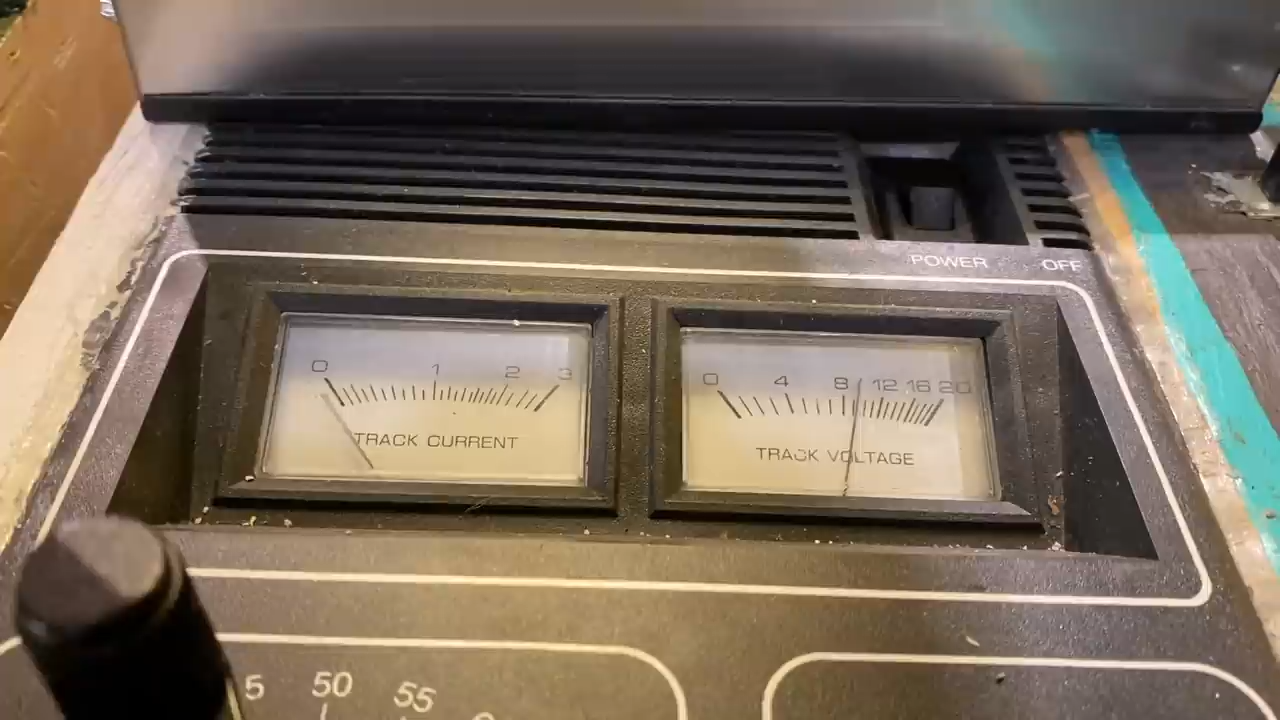 POWER OFF
0 1 2 3
TRACK CURRENT
0 4 8 12 16 20
TRACK VOLTAGE
5 50 55